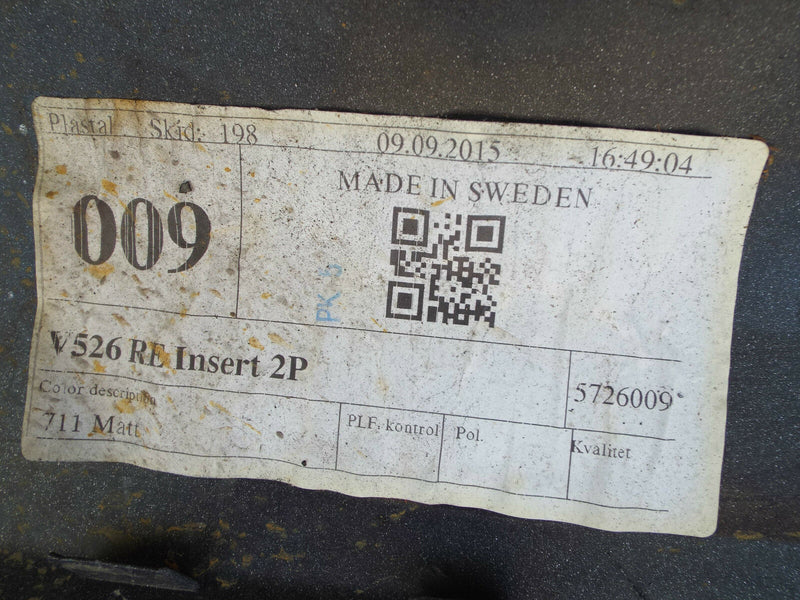 Plastal Skid: 198 09.09.2015 16:49:04
009
MADE IN SWEDEN
PK 6
V526 RE Insert 2P
5726009
Color description
711 Matt
PLF. kontrol
Pol.
Kvalitet